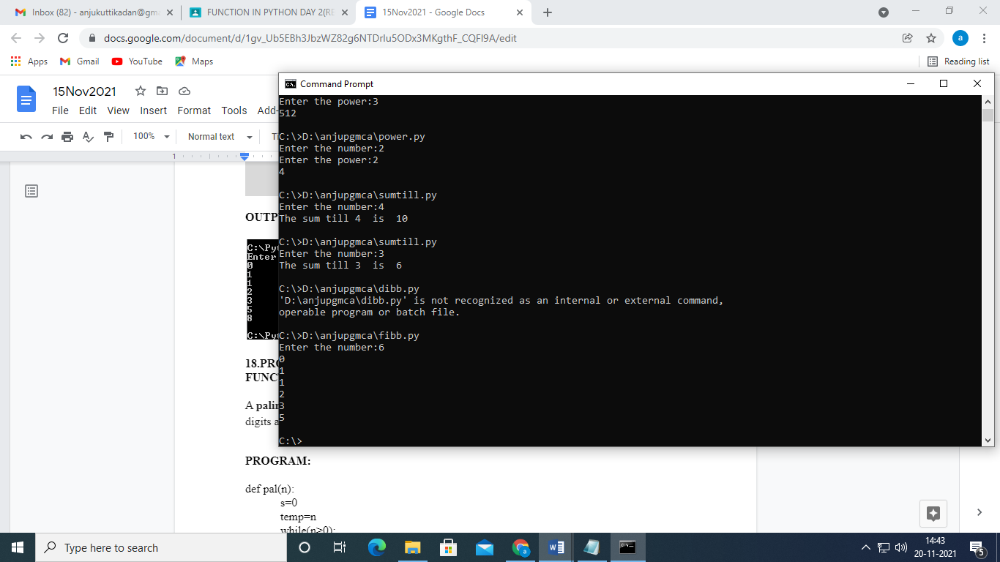 Inbox (82) - anjukuttikadan@gm
FUNCTION IN PYTHON DAY 2(RE
15Nov2021 - Google Docs
docs.google.com/document/d/1gv_Ub5EBh3JbzWZ82g6NTDrlu5ODx3MKgthF_CQFl9A/edit
a
Apps Gmail YouTube Maps
Reading list
15Nov2021
File Edit View Insert Format Tools Add-
100% Normal text
1
OUTP
C:\Pyt
Enter
0
1
1
2
3
5
8
C:\Pyt
18.PRO
FUNC
A palin
digits a
PROGRAM:
def pal(n):
s=0
temp=n
while(n>0):
Command Prompt
Enter the power:3
512
C:\>D:\anjupgmca\power.py
Enter the number:2
Enter the power:2
4
C:\>D:\anjupgmca\sumtill.py
Enter the number:4
The sum till 4  is  10
C:\>D:\anjupgmca\sumtill.py
Enter the number:3
The sum till 3  is  6
C:\>D:\anjupgmca\dibb.py
'D:\anjupgmca\dibb.py' is not recognized as an internal or external command,
operable program or batch file.
C:\>D:\anjupgmca\fibb.py
Enter the number:6
0
1
1
2
3
5
C:\>
Type here to search
14:43
20-11-2021
5